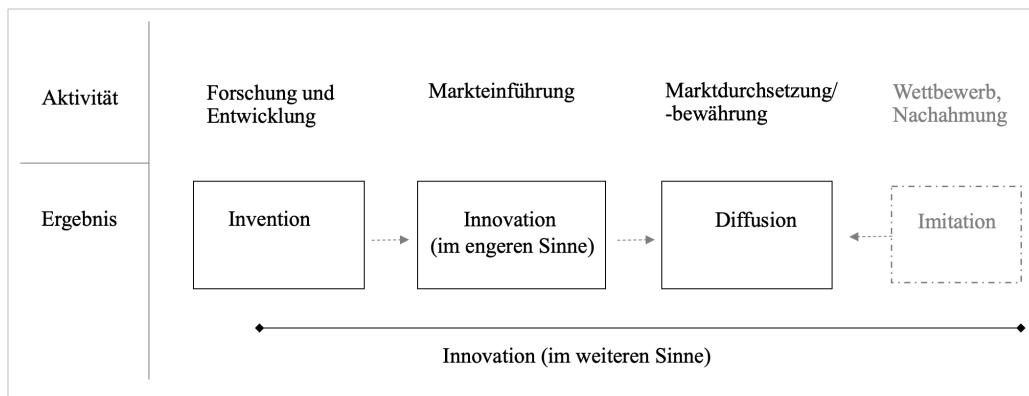 Aktivität
Forschung und
Entwicklung
Markteinführung
Marktdurchsetzung/
-bewährung
Wettbewerb,
Nachahmung
Ergebnis
Invention
Innovation
(im engeren Sinne)
Diffusion
Imitation
Innovation (im weiteren Sinne)